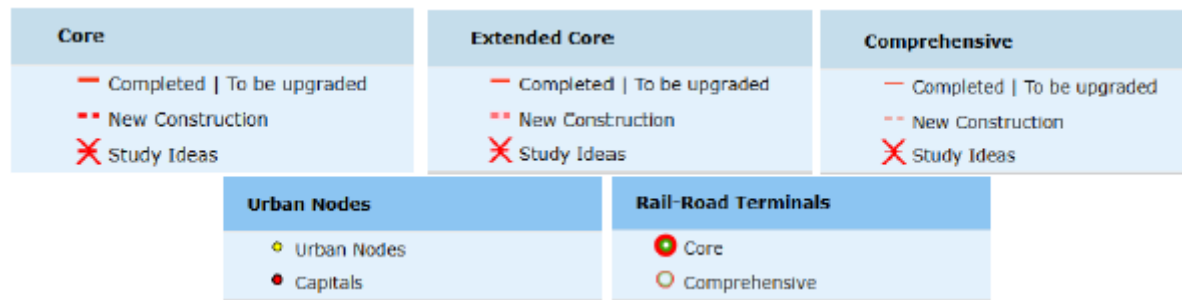 Core
Completed | To be upgraded
New Construction
Study Ideas
Extended Core
Completed | To be upgraded
New Construction
Study Ideas
Comprehensive
Completed | To be upgraded
New Construction
Study Ideas
Urban Nodes
Urban Nodes
Capitals
Rail-Road Terminals
Core
Comprehensive